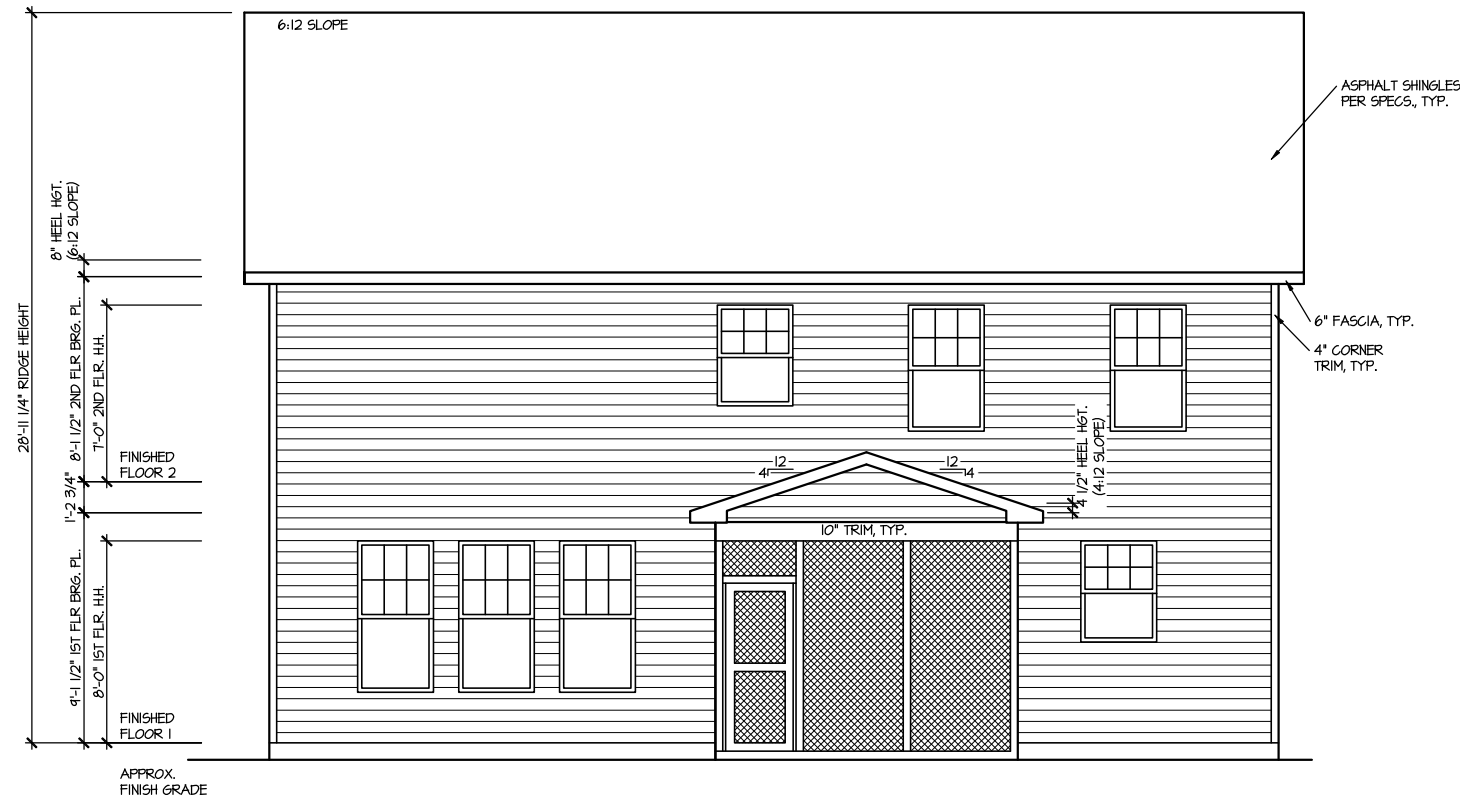 6:12 SLOPE
ASPHALT SHINGLES
PER SPECS., TYP.
8" HEEL HGT.
(6:12 SLOPE)
28'-11 1/4" RIDGE HEIGHT
8'-1 1/2" 2ND FLR BRG. PL.
7'-0" 2ND FLR. H.H.
6" FASCIA, TYP.
4" CORNER
TRIM, TYP.
FINISHED
FLOOR 2
1'-2 3/4"
12
4
12
4
4 1/2" HEEL HGT.
(4:12 SLOPE)
10" TRIM, TYP.
9'-1 1/2" 1ST FLR BRG. PL.
8'-0" 1ST FLR. H.H.
FINISHED
FLOOR 1
APPROX.
FINISH GRADE